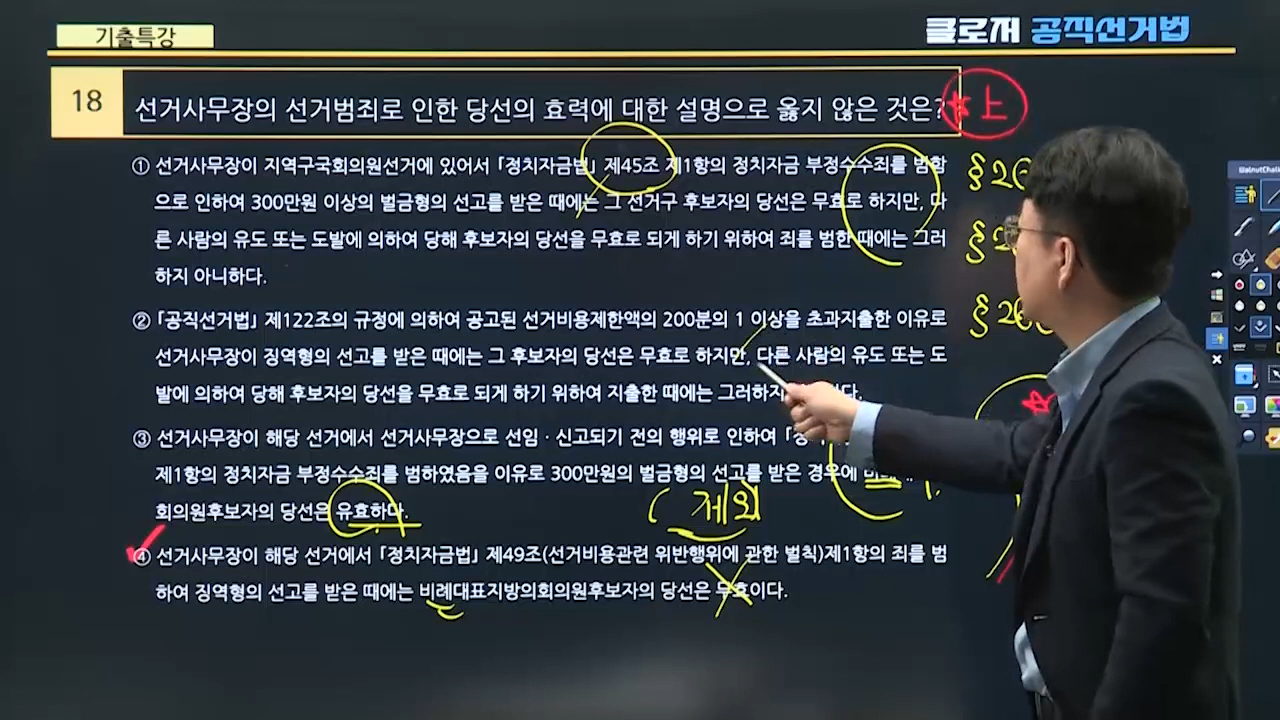 기출특강
클로저 공직선거법
18 선거사무장의 선거범죄로 인한 당선의 효력에 대한 설명으로 옳지 않은 것은? 上
① 선거사무장이 지역구국회의원선거에 있어서 「정치자금법」 제45조 제1항의 정치자금 부정수수죄를 범함
으로 인하여 300만원 이상의 벌금형의 선고를 받은 때에는 그 선거구 후보자의 당선은 무효로 하지만, 다
른 사람의 유도 또는 도발에 의하여 당해 후보자의 당선을 무효로 되게 하기 위하여 죄를 범한 때에는 그러
하지 아니하다.
② 「공직선거법」 제122조의 규정에 의하여 공고된 선거비용제한액의 200분의 1 이상을 초과지출한 이유로
선거사무장이 징역형의 선고를 받은 때에는 그 후보자의 당선은 무효로 하지만, 다른 사람의 유도 또는 도
발에 의하여 당해 후보자의 당선을 무효로 되게 하기 위하여 지출한 때에는 그러하지 다.
③ 선거사무장이 해당 선거에서 선거사무장으로 선임·신고되기 전의 행위로 인하여
제1항의 정치자금 부정수수죄를 범하였음을 이유로 300만원의 벌금형의 선고를 받은 경우에
회의원후보자의 당선은 유효하다.
(제외
④ 선거사무장이 해당 선거에서 「정치자금법」 제49조(선거비용관련 위반행위에 관한 벌칙)제1항의 죄를 범
하여 징역형의 선고를 받은 때에는 비례대표지방의회의원후보자의 당선은 무효이다.